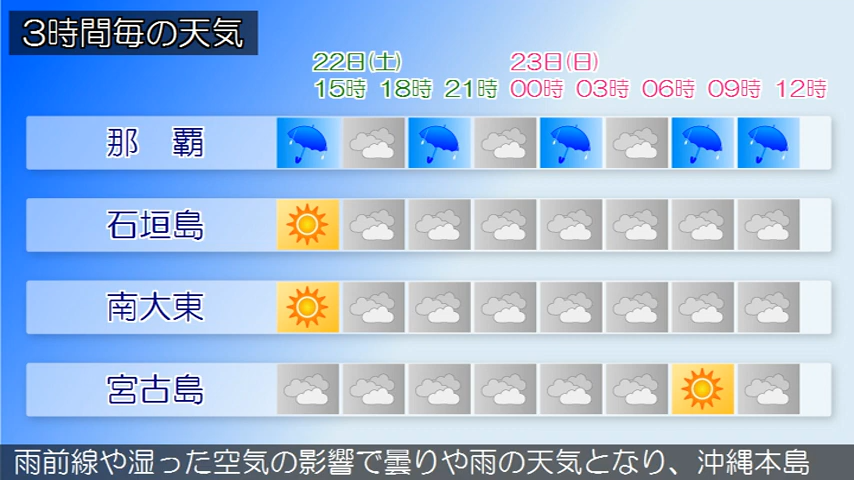 3時間毎の天気
22日(土) 23日(日)
15時 18時 21時 00時 03時 06時 09時 12時
那　覇
石垣島
南大東
宮古島
雨前線や湿った空気の影響で曇りや雨の天気となり、沖縄本島